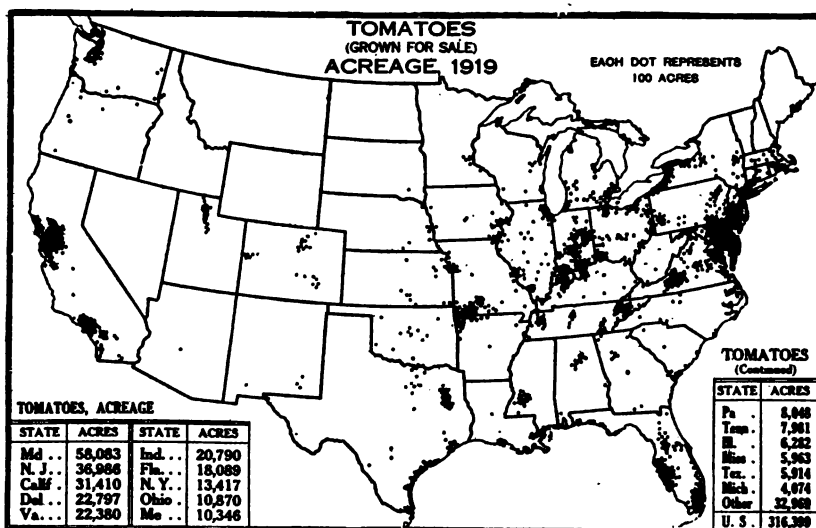 TOMATOES
(GROWN FOR SALE)
ACREAGE, 1919
EACH DOT REPRESENTS
100 ACRES
TOMATOES, ACREAGE
STATE ACRES STATE ACRES
Md .. 58,083 Ind... 20,790
N. J.. 36,986 Fla... 18,089
Calif . 31,410 N. Y.. 13,417
Del .. 22,797 Ohio . 10,870
Va... 22,380 Mo .. 10,346
TOMATOES
(Continued)
STATE ACRES
Pa . 8,048
Tenn . 7,981
Ill. . 6,282
Miss . 5,963
Tex. . 5,914
Mich . 4,074
Other 32,969
U. S . 316,399